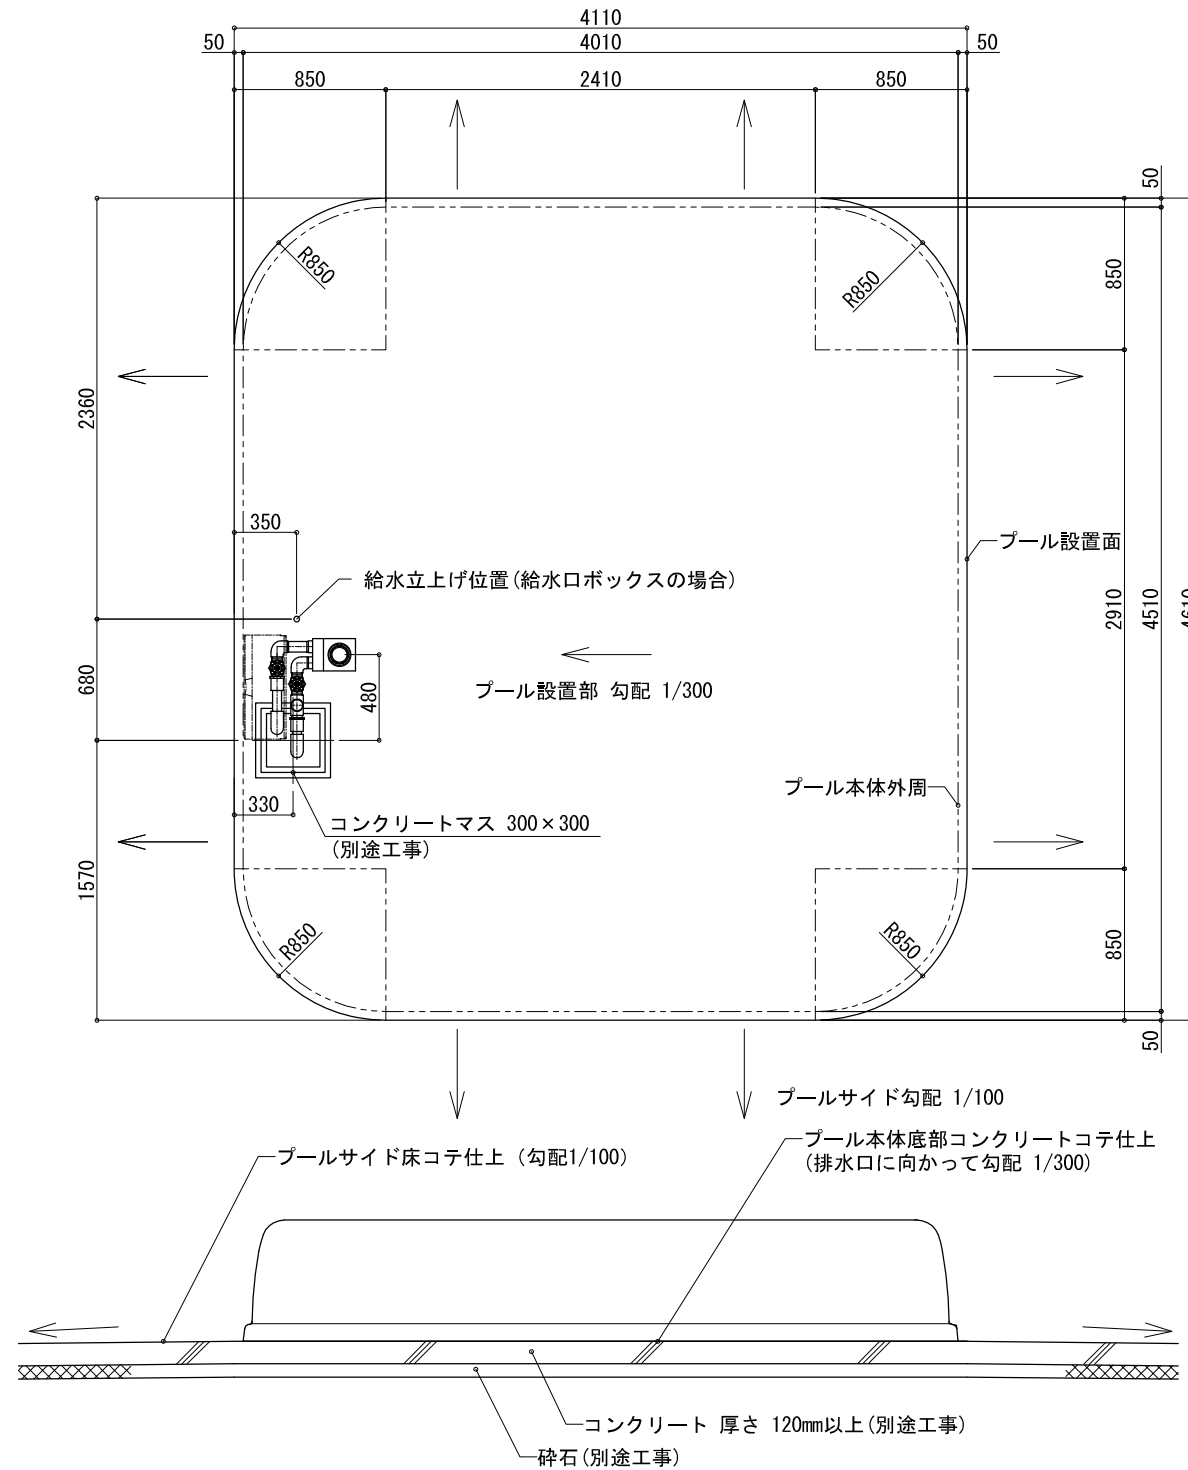 4110
50
4010
50
850
2410
850
50
R850
R850
850
2360
350
プール設置面
給水立上げ位置(給水口ボックスの場合)
2910
4510
4610
680
480
プール設置部 勾配 1/300
プール本体外周
330
コンクリートマス 300×300
(別途工事)
1570
R850
R850
850
50
プールサイド勾配 1/100
プールサイド床コテ仕上 (勾配1/100)
プール本体底部コンクリートコテ仕上
(排水口に向かって勾配 1/300)
コンクリート 厚さ 120mm以上(別途工事)
砕石(別途工事)